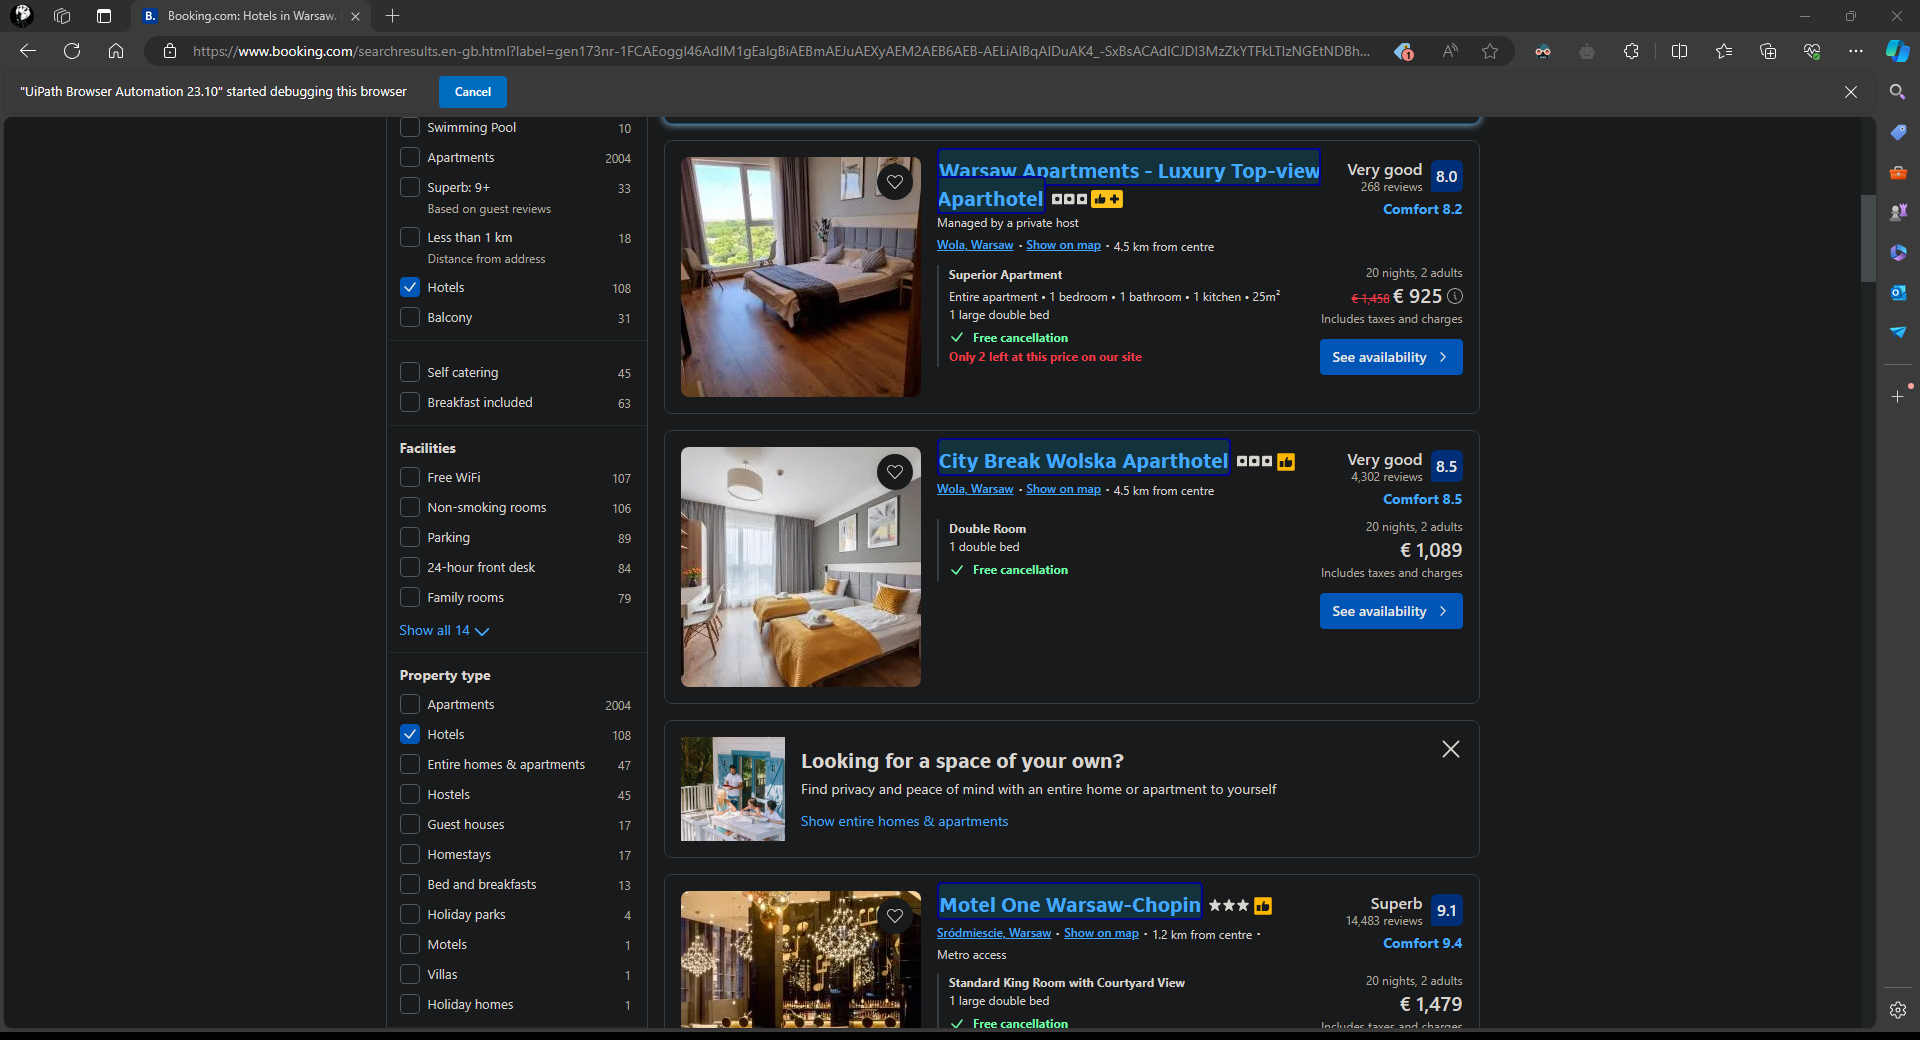 Booking.com: Hotels in Warsaw.
https://www.booking.com/searchresults.en-gb.html?label=gen173nr-1FCAEoggI46AdIM1gEaIgBiAEBmAEJuAEXyAEM2AEB6AEB-AELiAIBqAIDuAK4_-SxBsACAdICJDI3MzZkYTFkLTIzNGEtNDBh...
1
"UiPath Browser Automation 23.10" started debugging this browser
Cancel
Swimming Pool 10
Apartments 2004
Superb: 9+ 33
Based on guest reviews
Less than 1 km 18
Distance from address
Hotels 108
Balcony 31
Self catering 45
Breakfast included 63
Facilities
Free WiFi 107
Non-smoking rooms 106
Parking 89
24-hour front desk 84
Family rooms 79
Show all 14
Property type
Apartments 2004
Hotels 108
Entire homes & apartments 47
Hostels 45
Guest houses 17
Homestays 17
Bed and breakfasts 13
Holiday parks 4
Motels 1
Villas 1
Holiday homes 1
Warsaw Apartments - Luxury Top-view
Aparthotel
Managed by a private host
Wola, Warsaw • Show on map • 4.5 km from centre
Very good 8.0
268 reviews
Comfort 8.2
Superior Apartment
Entire apartment • 1 bedroom • 1 bathroom • 1 kitchen • 25m²
1 large double bed
Free cancellation
Only 2 left at this price on our site
20 nights, 2 adults
€ 1,458 € 925
Includes taxes and charges
See availability
City Break Wolska Aparthotel
Wola, Warsaw • Show on map • 4.5 km from centre
Very good 8.5
4,302 reviews
Comfort 8.5
Double Room
1 double bed
Free cancellation
20 nights, 2 adults
€ 1,089
Includes taxes and charges
See availability
Looking for a space of your own?
Find privacy and peace of mind with an entire home or apartment to yourself
Show entire homes & apartments
Motel One Warsaw-Chopin
Śródmieście, Warsaw • Show on map • 1.2 km from centre •
Metro access
Superb 9.1
14,483 reviews
Comfort 9.4
Standard King Room with Courtyard View
1 large double bed
Free cancellation
20 nights, 2 adults
€ 1,479
Includes taxes and charges